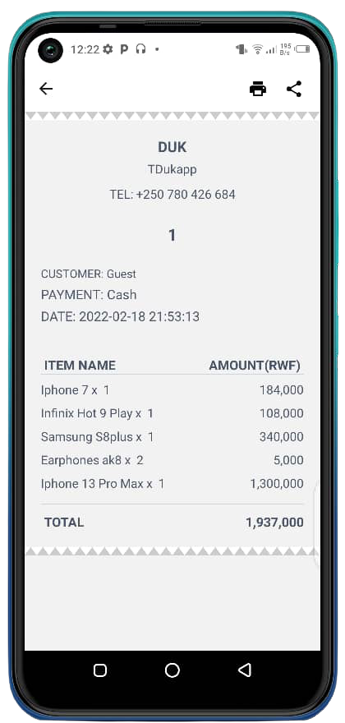 12:22 P 195 B/s
DUK
TDukapp
TEL: +250 780 426 684
1
CUSTOMER: Guest
PAYMENT: Cash
DATE: 2022-02-18 21:53:13
ITEM NAME AMOUNT(RWF)
Iphone 7 x 1 184,000
Infinix Hot 9 Play x 1 108,000
Samsung S8plus x 1 340,000
Earphones ak8 x 2 5,000
Iphone 13 Pro Max x 1 1,300,000
TOTAL 1,937,000